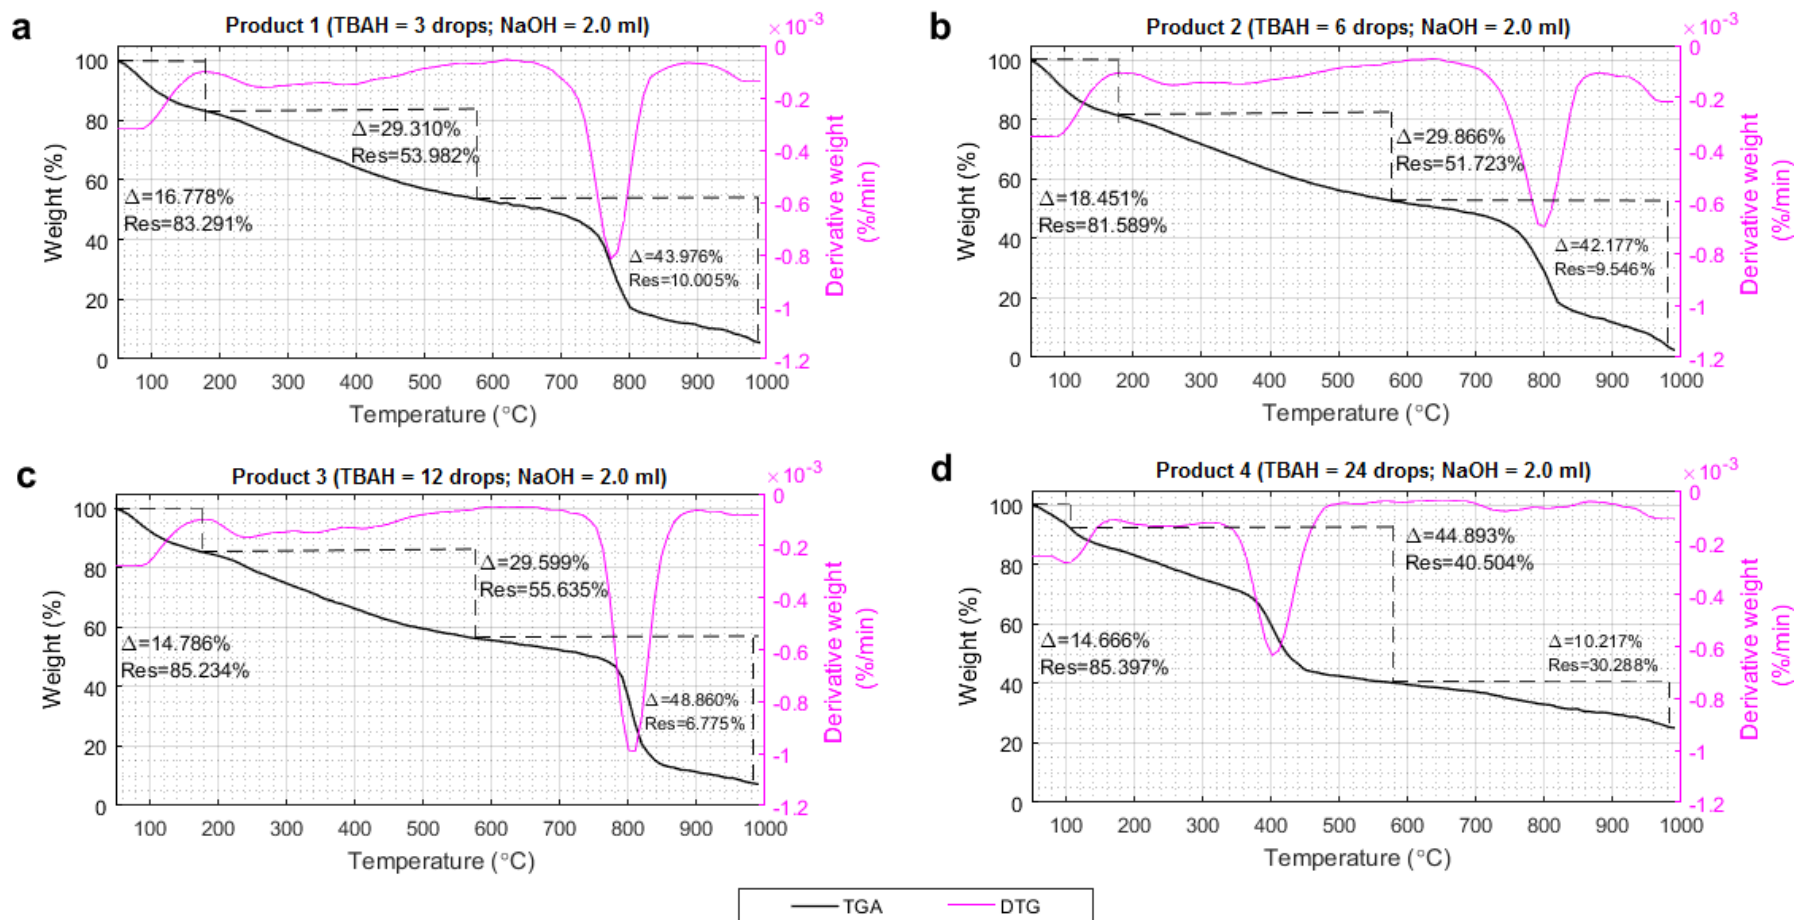 a
Product 1 (TBAH = 3 drops; NaOH = 2.0 ml)
×10⁻³
100
80
60
40
20
0
Weight (%)
Δ=16.778%
Res=83.291%
Δ=29.310%
Res=53.982%
Δ=43.976%
Res=10.005%
0
-0.2
-0.4
-0.6
-0.8
-1
-1.2
Derivative weight
(%/min)
100 200 300 400 500 600 700 800 900 1000
Temperature (°C)
b
Product 2 (TBAH = 6 drops; NaOH = 2.0 ml)
×10⁻³
100
80
60
40
20
0
Weight (%)
Δ=18.451%
Res=81.589%
Δ=29.866%
Res=51.723%
Δ=42.177%
Res=9.546%
0
-0.2
-0.4
-0.6
-0.8
-1
-1.2
Derivative weight
(%/min)
100 200 300 400 500 600 700 800 900 1000
Temperature (°C)
c
Product 3 (TBAH = 12 drops; NaOH = 2.0 ml)
×10⁻³
100
80
60
40
20
0
Weight (%)
Δ=14.786%
Res=85.234%
Δ=29.599%
Res=55.635%
Δ=48.860%
Res=6.775%
0
-0.2
-0.4
-0.6
-0.8
-1
-1.2
Derivative weight
(%/min)
100 200 300 400 500 600 700 800 900 1000
Temperature (°C)
d
Product 4 (TBAH = 24 drops; NaOH = 2.0 ml)
×10⁻³
100
80
60
40
20
0
Weight (%)
Δ=14.666%
Res=85.397%
Δ=44.893%
Res=40.504%
Δ=10.217%
Res=30.288%
0
-0.2
-0.4
-0.6
-0.8
-1
-1.2
Derivative weight
(%/min)
100 200 300 400 500 600 700 800 900 1000
Temperature (°C)
TGA DTG